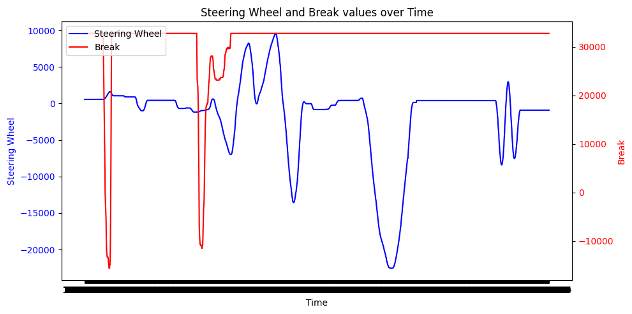 Steering Wheel and Break values over Time
Steering Wheel
Break
10000
5000
0
−5000
−10000
−15000
−20000
Steering Wheel
30000
20000
10000
0
−10000
Break
Time